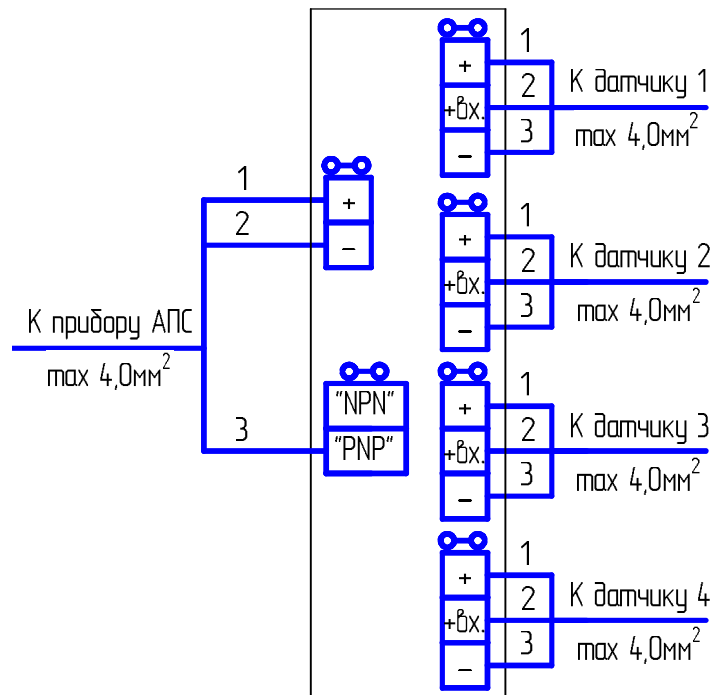 1
+
2
К датчику 1
+Вх.
3
max 4,0мм²
–
1
+
2
–
К прибору АПС
max 4,0мм²
"NPN"
3
"PNP"
1
+
2
К датчику 2
+Вх.
3
max 4,0мм²
–
1
+
2
К датчику 3
+Вх.
3
max 4,0мм²
–
1
+
2
К датчику 4
+Вх.
3
max 4,0мм²
–